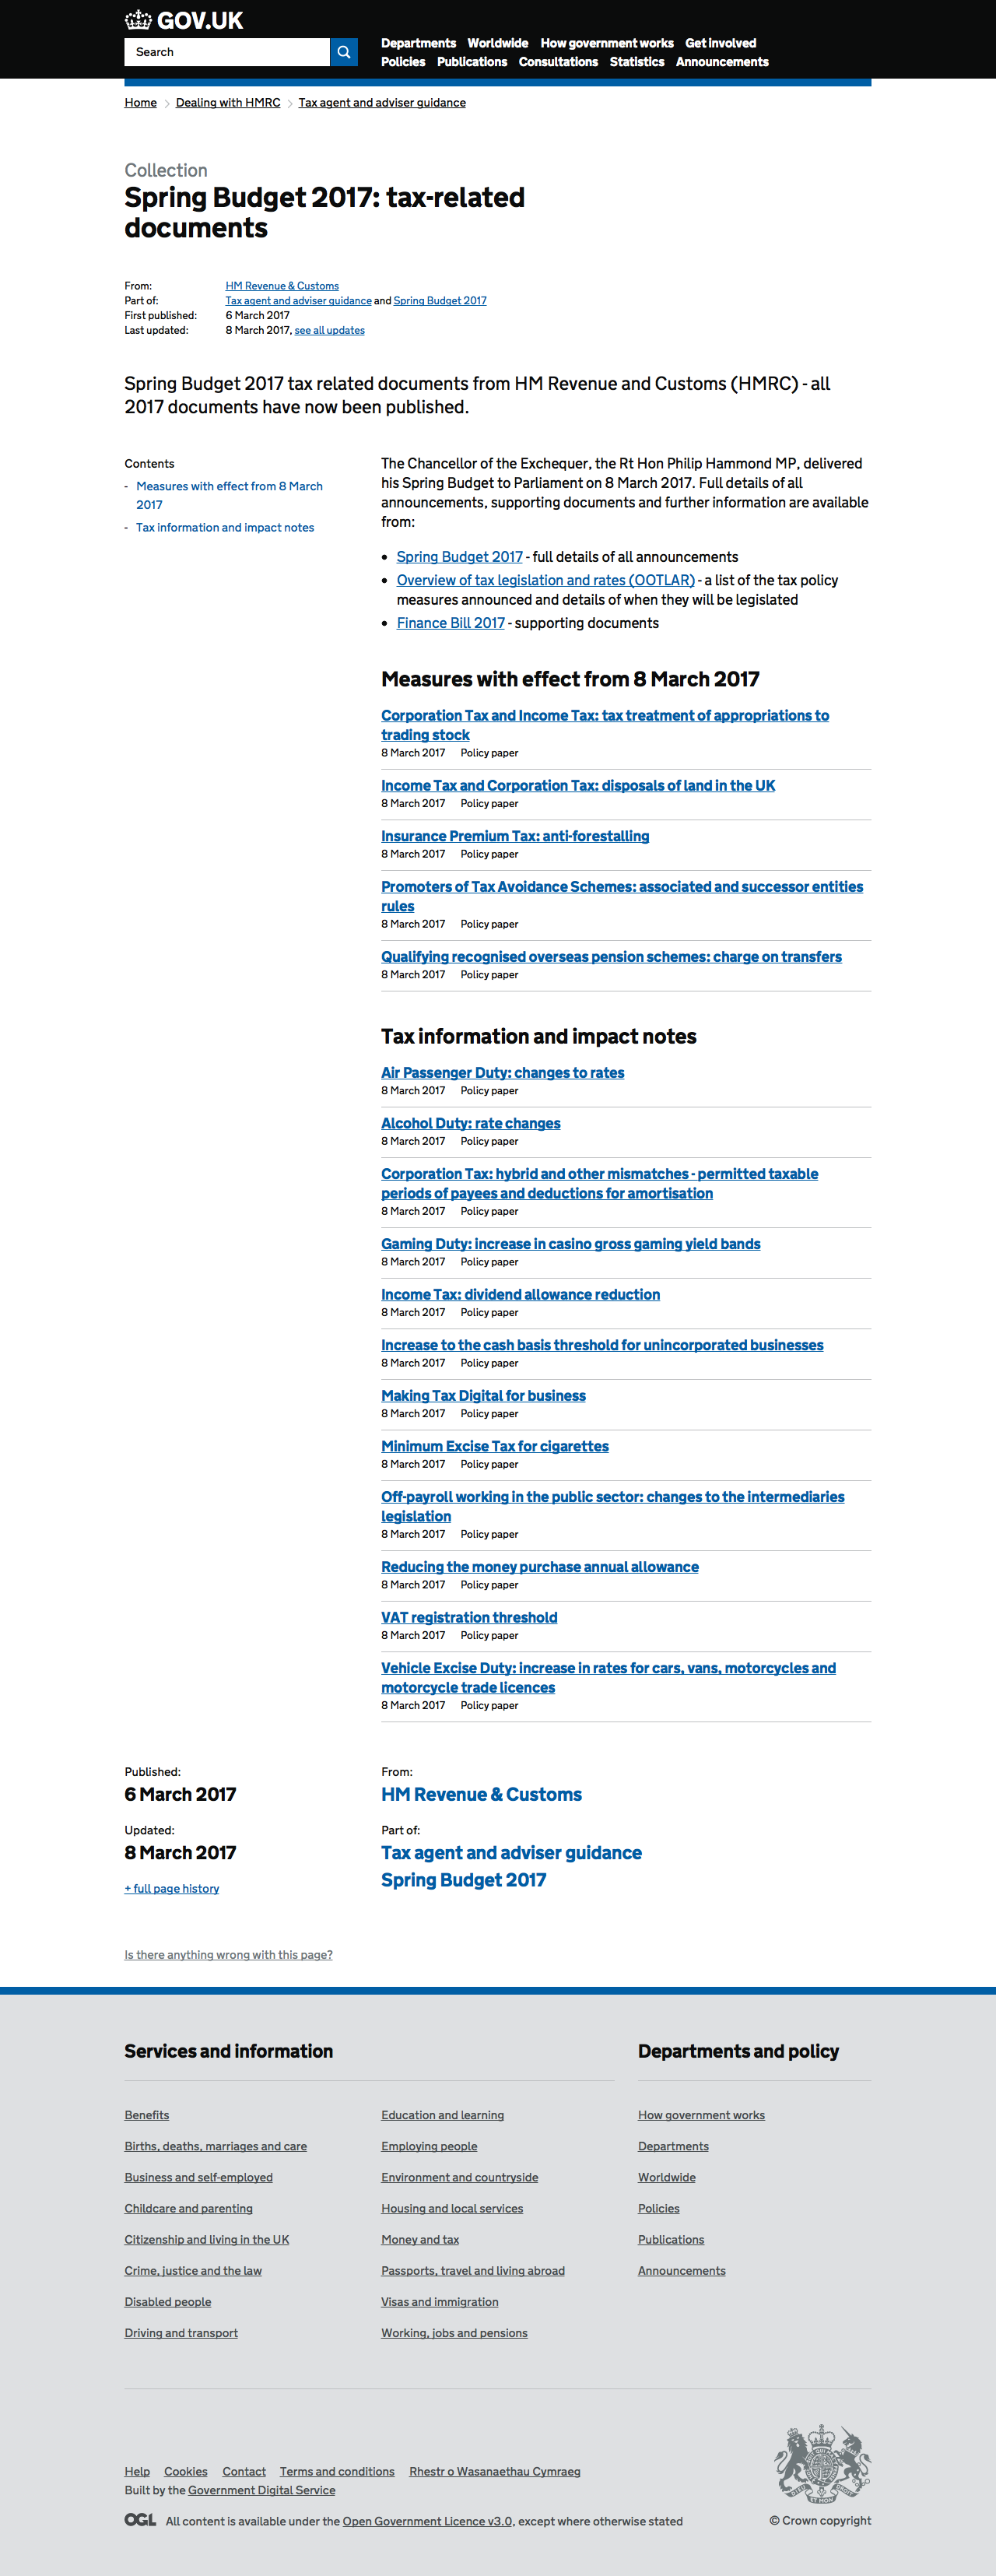 GOV.UK
Search
Departments Worldwide How government works Get involved
Policies Publications Consultations Statistics Announcements
Home Dealing with HMRC Tax agent and adviser guidance
Collection
Spring Budget 2017: tax-related
documents
From: HM Revenue & Customs
Part of: Tax agent and adviser guidance and Spring Budget 2017
First published: 6 March 2017
Last updated: 8 March 2017, see all updates
Spring Budget 2017 tax related documents from HM Revenue and Customs (HMRC) - all
2017 documents have now been published.
Contents
- Measures with effect from 8 March
2017
- Tax information and impact notes
The Chancellor of the Exchequer, the Rt Hon Philip Hammond MP, delivered
his Spring Budget to Parliament on 8 March 2017. Full details of all
announcements, supporting documents and further information are available
from:
• Spring Budget 2017 - full details of all announcements
• Overview of tax legislation and rates (OOTLAR) - a list of the tax policy
measures announced and details of when they will be legislated
• Finance Bill 2017 - supporting documents
Measures with effect from 8 March 2017
Corporation Tax and Income Tax: tax treatment of appropriations to
trading stock
8 March 2017 Policy paper
Income Tax and Corporation Tax: disposals of land in the UK
8 March 2017 Policy paper
Insurance Premium Tax: anti-forestalling
8 March 2017 Policy paper
Promoters of Tax Avoidance Schemes: associated and successor entities
rules
8 March 2017 Policy paper
Qualifying recognised overseas pension schemes: charge on transfers
8 March 2017 Policy paper
Tax information and impact notes
Air Passenger Duty: changes to rates
8 March 2017 Policy paper
Alcohol Duty: rate changes
8 March 2017 Policy paper
Corporation Tax: hybrid and other mismatches - permitted taxable
periods of payees and deductions for amortisation
8 March 2017 Policy paper
Gaming Duty: increase in casino gross gaming yield bands
8 March 2017 Policy paper
Income Tax: dividend allowance reduction
8 March 2017 Policy paper
Increase to the cash basis threshold for unincorporated businesses
8 March 2017 Policy paper
Making Tax Digital for business
8 March 2017 Policy paper
Minimum Excise Tax for cigarettes
8 March 2017 Policy paper
Off-payroll working in the public sector: changes to the intermediaries
legislation
8 March 2017 Policy paper
Reducing the money purchase annual allowance
8 March 2017 Policy paper
VAT registration threshold
8 March 2017 Policy paper
Vehicle Excise Duty: increase in rates for cars, vans, motorcycles and
motorcycle trade licences
8 March 2017 Policy paper
Published:
6 March 2017
Updated:
8 March 2017
+ full page history
From:
HM Revenue & Customs
Part of:
Tax agent and adviser guidance
Spring Budget 2017
Is there anything wrong with this page?
Services and information
Benefits
Births, deaths, marriages and care
Business and self-employed
Childcare and parenting
Citizenship and living in the UK
Crime, justice and the law
Disabled people
Driving and transport
Education and learning
Employing people
Environment and countryside
Housing and local services
Money and tax
Passports, travel and living abroad
Visas and immigration
Working, jobs and pensions
Departments and policy
How government works
Departments
Worldwide
Policies
Publications
Announcements
Help Cookies Contact Terms and conditions Rhestr o Wasanaethau Cymraeg
Built by the Government Digital Service
OGL All content is available under the Open Government Licence v3.0, except where otherwise stated
© Crown copyright